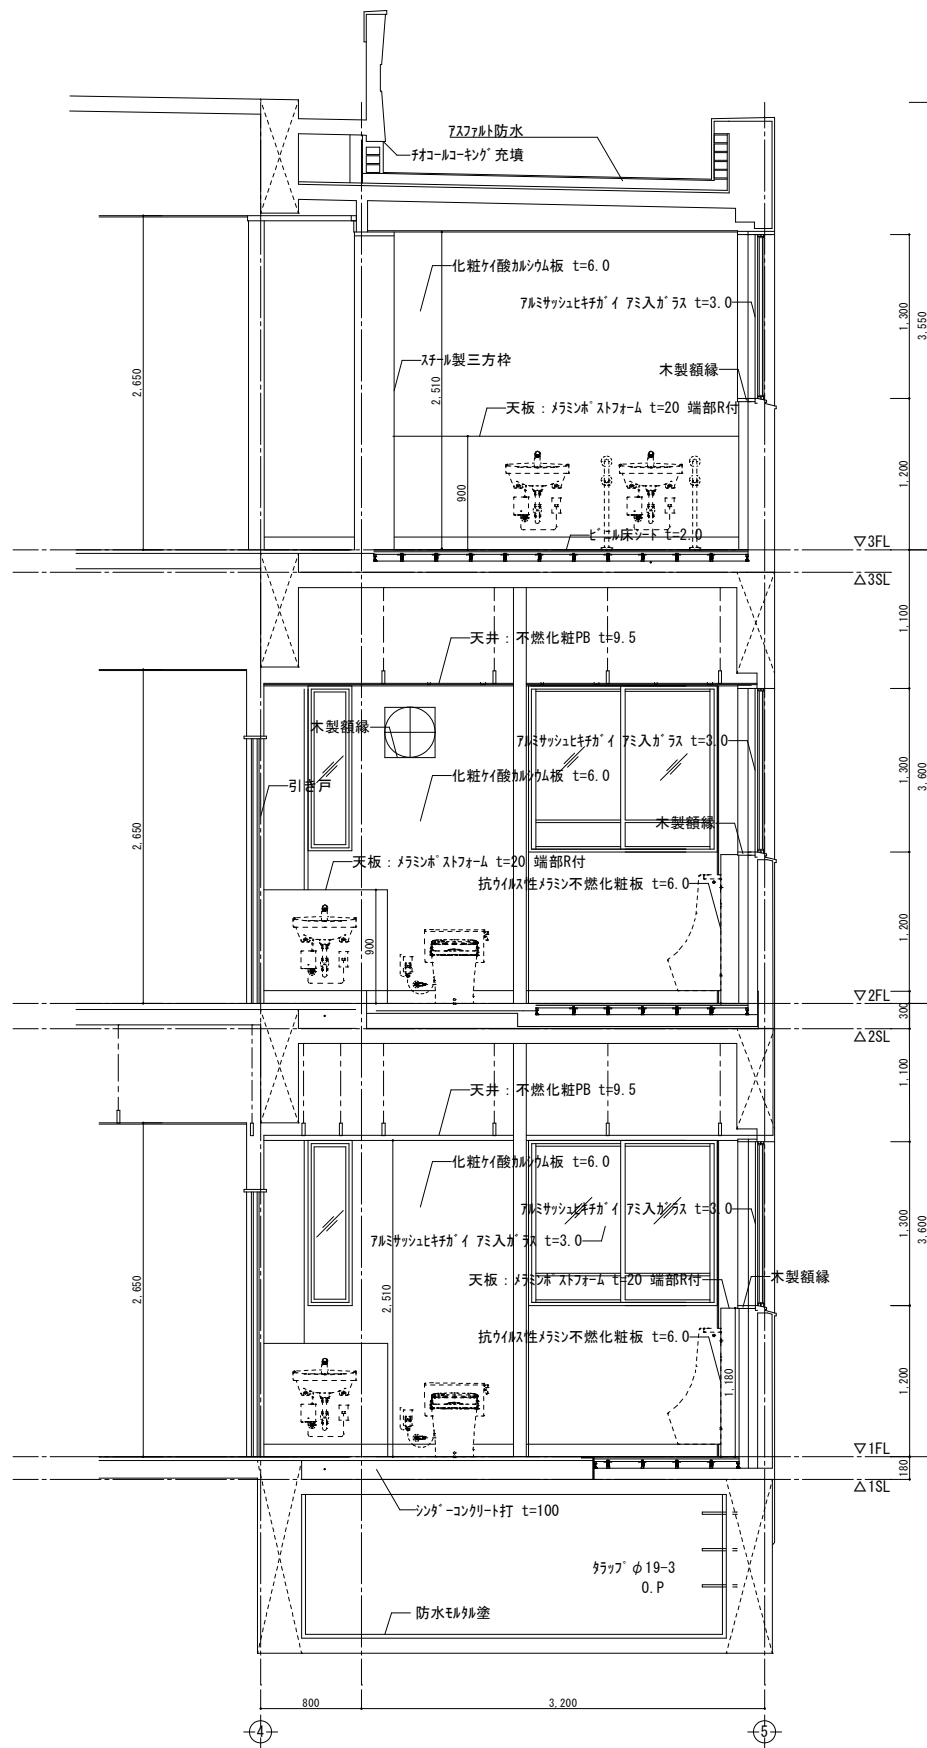 アスファルト防水
チオコールコーキング充填
化粧ケイ酸カルシウム板 t=6.0
アルミサッシュヒキチガイ アミ入ガラス t=3.0
1,300
3,550
スチール製三方枠
木製額縁
2,650
2,510
天板：メラミンポストフォーム t=20 端部R付
1,200
900
ビニール床シート t=2.0
▽3FL
△3SL
1,100
天井：不燃化粧PB t=9.5
木製額縁
アルミサッシュヒキチガイ アミ入ガラス t=3.0
1,300
3,600
引き戸
化粧ケイ酸カルシウム板 t=6.0
2,650
木製額縁
天板：メラミンポストフォーム t=20 端部R付
抗ウイルス性メラミン不燃化粧板 t=6.0
1,200
900
▽2FL
300
△2SL
1,100
天井：不燃化粧PB t=9.5
化粧ケイ酸カルシウム板 t=6.0
アルミサッシュヒキチガイ アミ入ガラス t=3.0
1,300
3,600
アルミサッシュヒキチガイ アミ入ガラス t=3.0
天板：メラミンポストフォーム t=20 端部R付
木製額縁
2,650
2,510
抗ウイルス性メラミン不燃化粧板 t=6.0
1,180
1,200
▽1FL
180
△1SL
シンダーコンクリート打 t=100
タラップφ19-3
O.P
防水モルタル塗
800
3,200
4
5